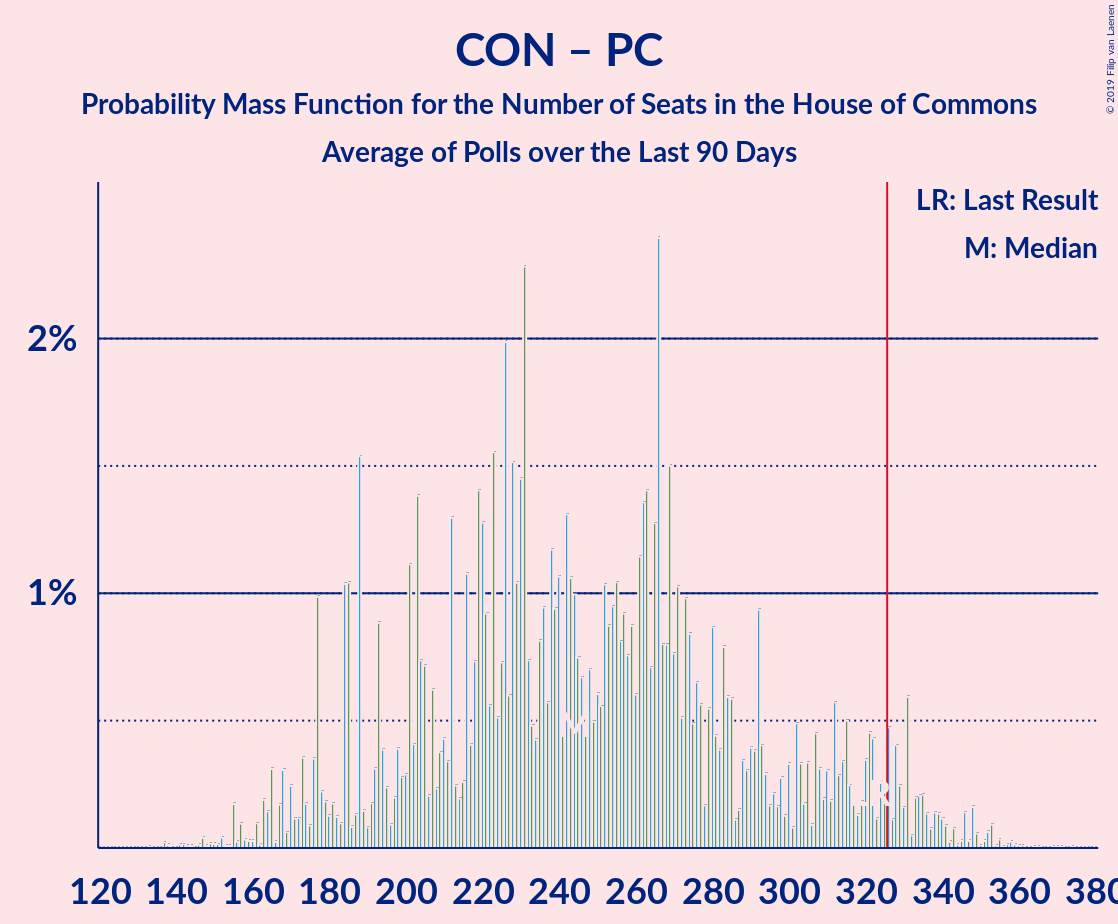 CON – PC
Probability Mass Function for the Number of Seats in the House of Commons
Average of Polls over the Last 90 Days
© 2019 Filip van Laenen
LR: Last Result
M: Median
2%
1%
120 140 160 180 200 220 240 260 280 300 320 340 360 380